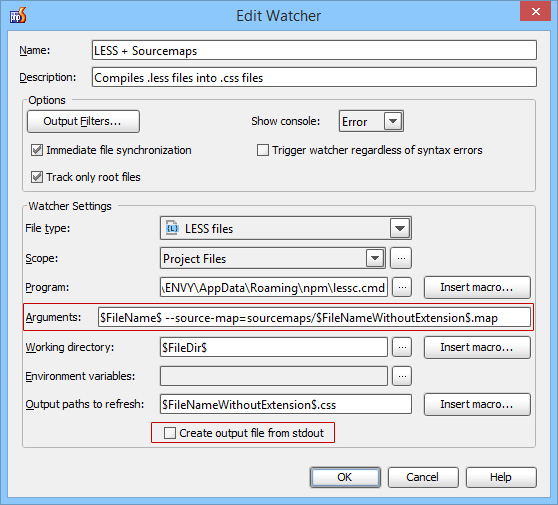 Edit Watcher
Name: LESS + Sourcemaps
Description: Compiles .less files into .css files
Options
Output Filters... Show console: Error
Immediate file synchronization Trigger watcher regardless of syntax errors
Track only root files
Watcher Settings
File type: LESS files
Scope: Project Files ...
Program: \ENVY\AppData\Roaming\npm\lessc.cmd ... Insert macro...
Arguments: $FileName$ --source-map=sourcemaps/$FileNameWithoutExtension$.map
Working directory: $FileDir$ ... Insert macro...
Environment variables: ...
Output paths to refresh: $FileNameWithoutExtension$.css Insert macro...
Create output file from stdout
OK Cancel Help